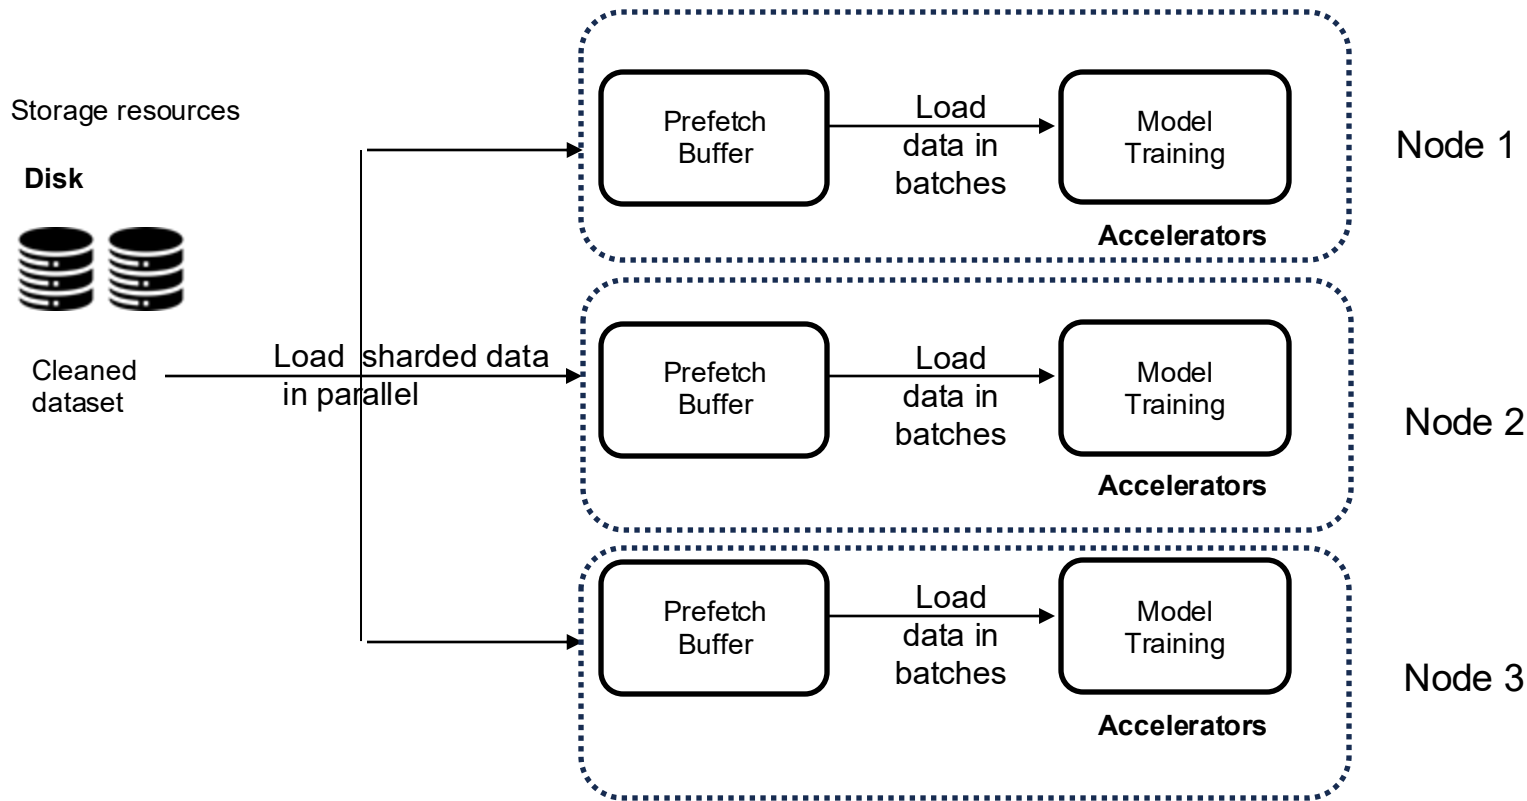 Storage resources
Disk
Cleaned
dataset
Load sharded data
in parallel
Prefetch
Buffer
Load
data in
batches
Model
Training
Accelerators
Node 1
Prefetch
Buffer
Load
data in
batches
Model
Training
Accelerators
Node 2
Prefetch
Buffer
Load
data in
batches
Model
Training
Accelerators
Node 3